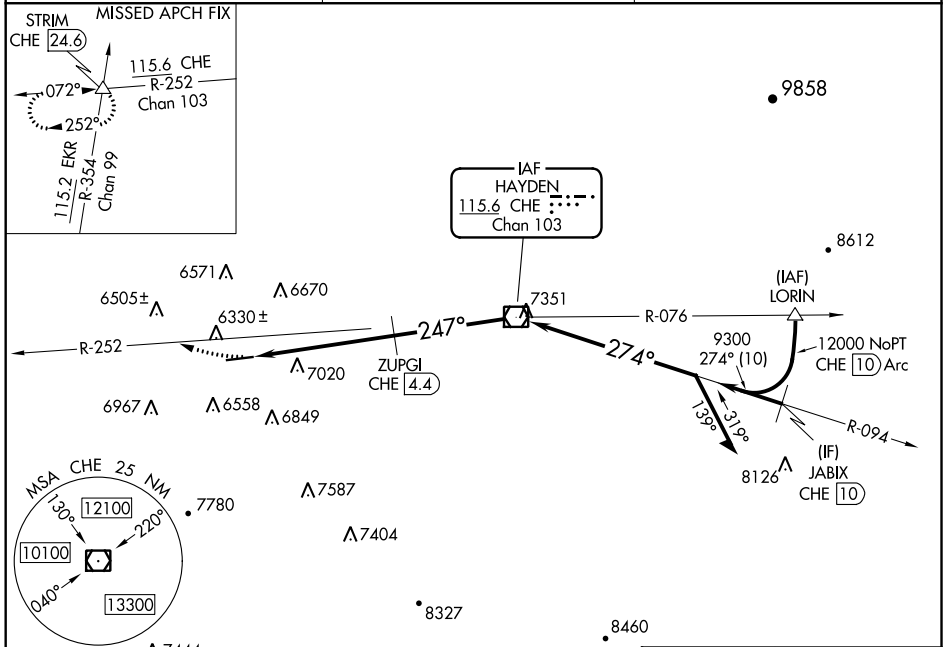 MISSED APCH FIX
STRIM
CHE 24.6
115.6 CHE
R-252
Chan 103
072°
252°
115.2 EKR
R-354
Chan 99
9858
IAF
HAYDEN
115.6 CHE
Chan 103
8612
6571
6670
6505±
6330±
7351
(IAF)
LORIN
R-076
247°
R-252
ZUPGI
CHE 4.4
7020
274°
9300
274° (10)
12000 NoPT
CHE 10 Arc
6967
6558
6849
139°
319°
R-094
(IF)
JABIX
CHE 10
8126
MSA CHE 25 NM
130°
12100
220°
10100
040°
13300
7780
7587
7404
8327
8460